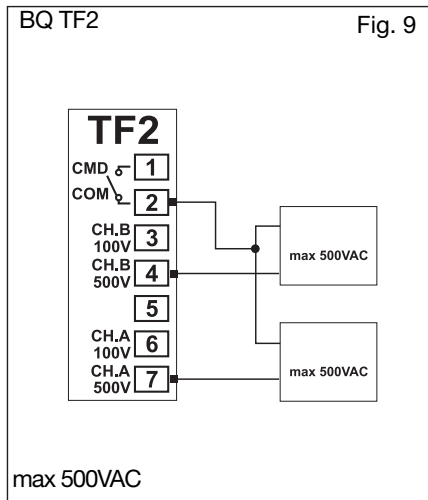 BQ TF2
Fig. 9
TF2
CMD 1
COM 2
CH.B
100V 3
CH.B
500V 4
5
CH.A
100V 6
CH.A
500V 7
max 500VAC
max 500VAC
max 500VAC